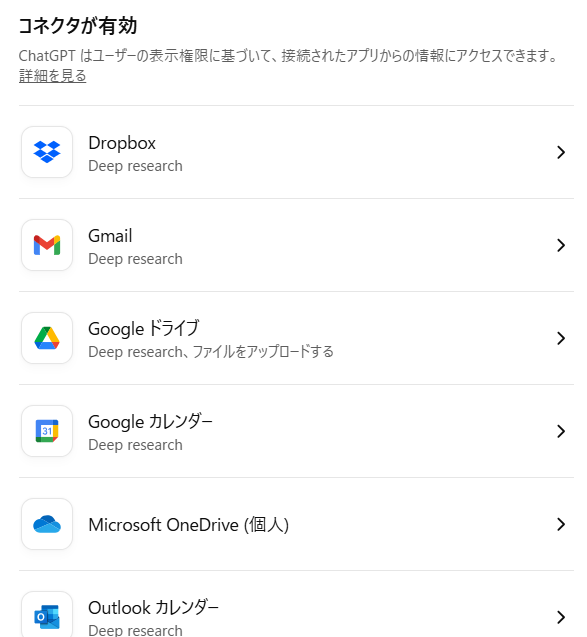 コネクタが有効
ChatGPT はユーザーの表示権限に基づいて、接続されたアプリからの情報にアクセスできます。
詳細を見る
Dropbox
Deep research
Gmail
Deep research
Google ドライブ
Deep research、ファイルをアップロードする
31
Google カレンダー
Deep research
Microsoft OneDrive (個人)
Outlook カレンダー
Deep research